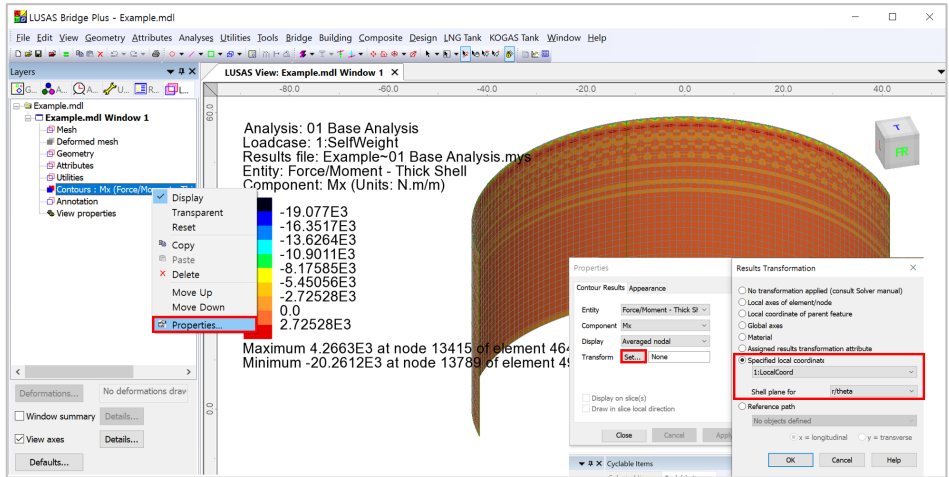 LUSAS Bridge Plus - Example.mdl
File Edit View Geometry Attributes Analyses Utilities Tools Bridge Building Composite Design LNG Tank KOGAS Tank Window Help
Layers
LUSAS View: Example.mdl Window 1
G... A... A... U... R... L...
-80.0 -40.0 -20.0 0.0 20.0 40.0
60.0
0.0
Example.mdl
Example.mdl Window 1
Mesh
Deformed mesh
Geometry
Attributes
Utilities
Contours : Mx (Force/Mo
Annotation
View properties
Display
Transparent
Reset
Copy
Paste
Delete
Move Up
Move Down
Properties...
Analysis: 01 Base Analysis
Loadcase: 1:SelfWeight
Results file: Example~01 Base Analysis.mys
Entity: Force/Moment - Thick Shell
Component: Mx (Units: N.m/m)
-19.077E3
-16.3517E3
-13.6264E3
-10.9011E3
-8.17585E3
-5.45056E3
-2.72528E3
0.0
2.72528E3
Maximum 4.2663E3 at node 13415 of element 464
Minimum -20.2612E3 at node 13789 of element 49
T
FR
Deformations...
No deformations draw
Window summary
Details...
View axes
Details...
Defaults...
Properties
Contour Results
Appearance
Entity
Force/Moment - Thick Sl
Component
Mx
Display
Averaged nodal
Transform
Set...
None
Display on slice(s)
Draw in slice local direction
Close
Cancel
Apply
Cyclable Items
Results Transformation
No transformation applied (consult Solver manual)
Local axes of element/node
Local coordinate of parent feature
Global axes
Material
Assigned results transformation attribute
Specified local coordinate
1:LocalCoord
Shell plane for
r/theta
Reference path
No objects defined
x = longitudinal
y = transverse
OK
Cancel
Help